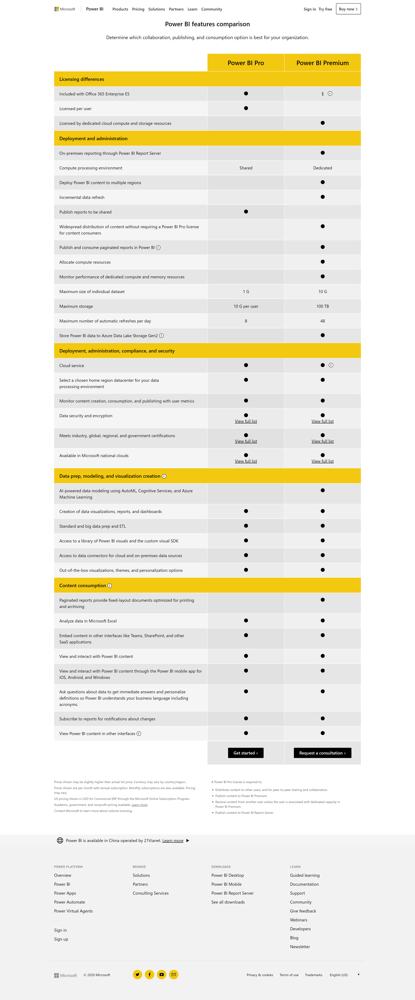 Microsoft
Power BI
Products
Pricing
Solutions
Partners
Learn
Community
Sign in
Try free
Buy now
Power BI features comparison
Determine which collaboration, publishing, and consumption option is best for your organization.
Power BI Pro
Power BI Premium
Licensing differences
Included with Office 365 Enterprise E5
$
Licensed per user
Licensed by dedicated cloud compute and storage resources
Deployment and administration
On-premises reporting through Power BI Report Server
Compute processing environment
Shared
Dedicated
Deploy Power BI content to multiple regions
Incremental data refresh
Publish reports to be shared
Widespread distribution of content without requiring a Power BI Pro license
for content consumers
Publish and consume paginated reports in Power BI
Allocate compute resources
Monitor performance of dedicated compute and memory resources
Maximum size of individual dataset
1 G
10 G
Maximum storage
10 G per user
100 TB
Maximum number of automatic refreshes per day
8
48
Store Power BI data to Azure Data Lake Storage Gen2
Deployment, administration, compliance, and security
Cloud service
Select a chosen home region datacenter for your data
processing environment
Monitor content creation, consumption, and publishing with user metrics
Data security and encryption
View full list
View full list
Meets industry, global, regional, and government certifications
View full list
View full list
Available in Microsoft national clouds
View full list
View full list
Data prep, modeling, and visualization creation
AI-powered data modeling using AutoML, Cognitive Services, and Azure
Machine Learning
Creation of data visualizations, reports, and dashboards
Standard and big data prep and ETL
Access to a library of Power BI visuals and the custom visual SDK
Access to data connectors for cloud and on-premises data sources
Out-of-the-box visualizations, themes, and personalization options
Content consumption
Paginated reports provide fixed-layout documents optimized for printing
and archiving
Analyze data in Microsoft Excel
Embed content in other interfaces like Teams, SharePoint, and other
SaaS applications
View and interact with Power BI content
View and interact with Power BI content through the Power BI mobile app for
iOS, Android, and Windows
Ask questions about data to get immediate answers and personalize
definitions so Power BI understands your business language including
acronyms.
Subscribe to reports for notifications about changes
View Power BI content in other interfaces
Get started
Request a consultation
Prices shown may be slightly higher than actual list price. Currency may vary by country/region.
Prices shown are per month with annual subscription. Monthly subscriptions are also available. Pricing
may vary.
US pricing shown in USD for Commercial ERP through the Microsoft Online Subscription Program.
Academic, government, and nonprofit pricing available. Learn more.
Contact Microsoft to learn more about volume licensing.
A Power BI Pro license is required to:
• Distribute content to other users, and for peer-to-peer sharing and collaboration.
• Publish content to Power BI Premium.
• Receive content from another user unless the user is associated with dedicated capacity in
Power BI Premium.
• Publish content to Power BI Report Server.
Power BI is available in China operated by 21Vianet. Learn more
POWER PLATFORM
Overview
Power BI
Power Apps
Power Automate
Power Virtual Agents
Sign in
Sign up
BROWSE
Solutions
Partners
Consulting Services
DOWNLOADS
Power BI Desktop
Power BI Mobile
Power BI Report Server
See all downloads
LEARN
Guided learning
Documentation
Support
Community
Give feedback
Webinars
Developers
Blog
Newsletter
Microsoft
© 2020 Microsoft
Privacy & cookies
Terms of use
Trademarks
English (US)